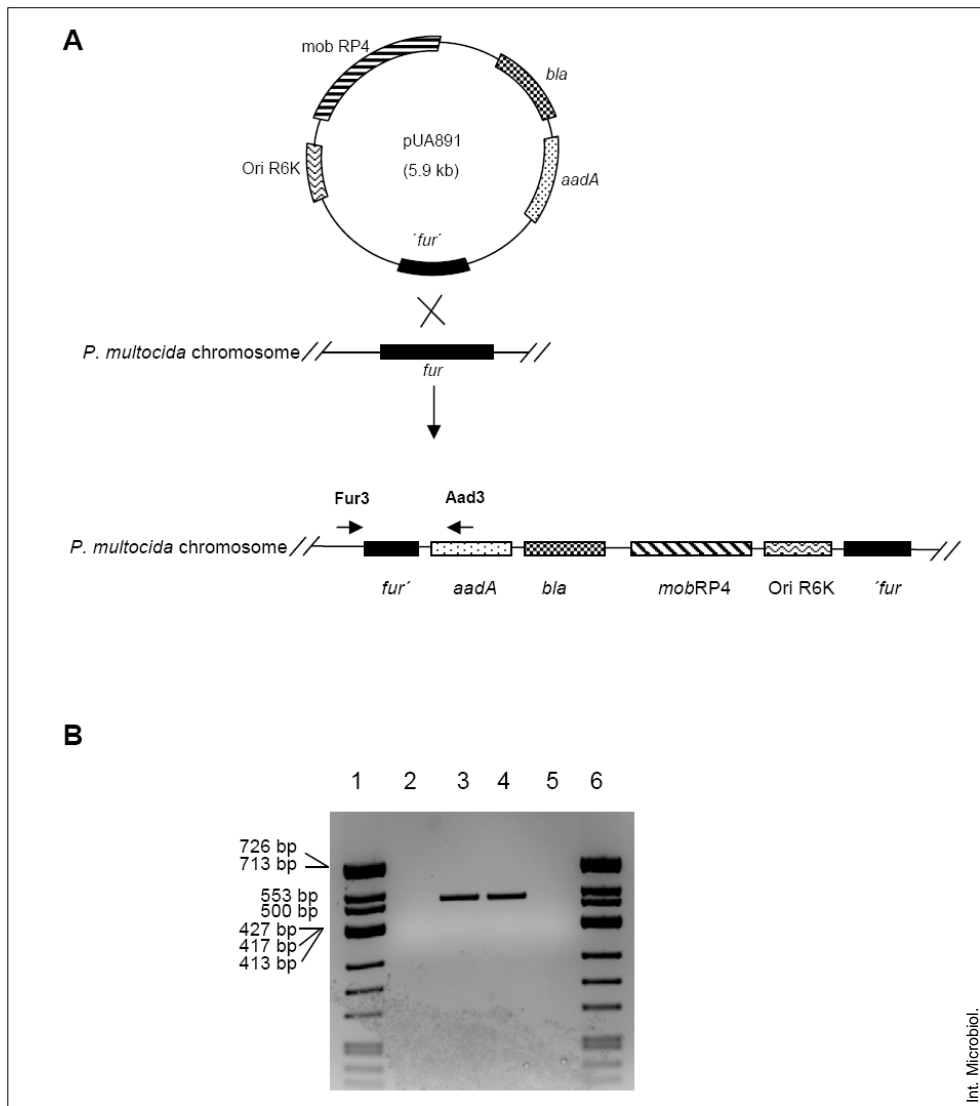 A
mob RP4
bla
pUA891
(5.9 kb)
Ori R6K
aadA
´fur´
P. multocida chromosome
fur
Fur3 Aad3
P. multocida chromosome
fur´ aadA bla mobRP4 Ori R6K ´fur
B
1 2 3 4 5 6
726 bp
713 bp
553 bp
500 bp
427 bp
417 bp
413 bp
Int. Microbiol.